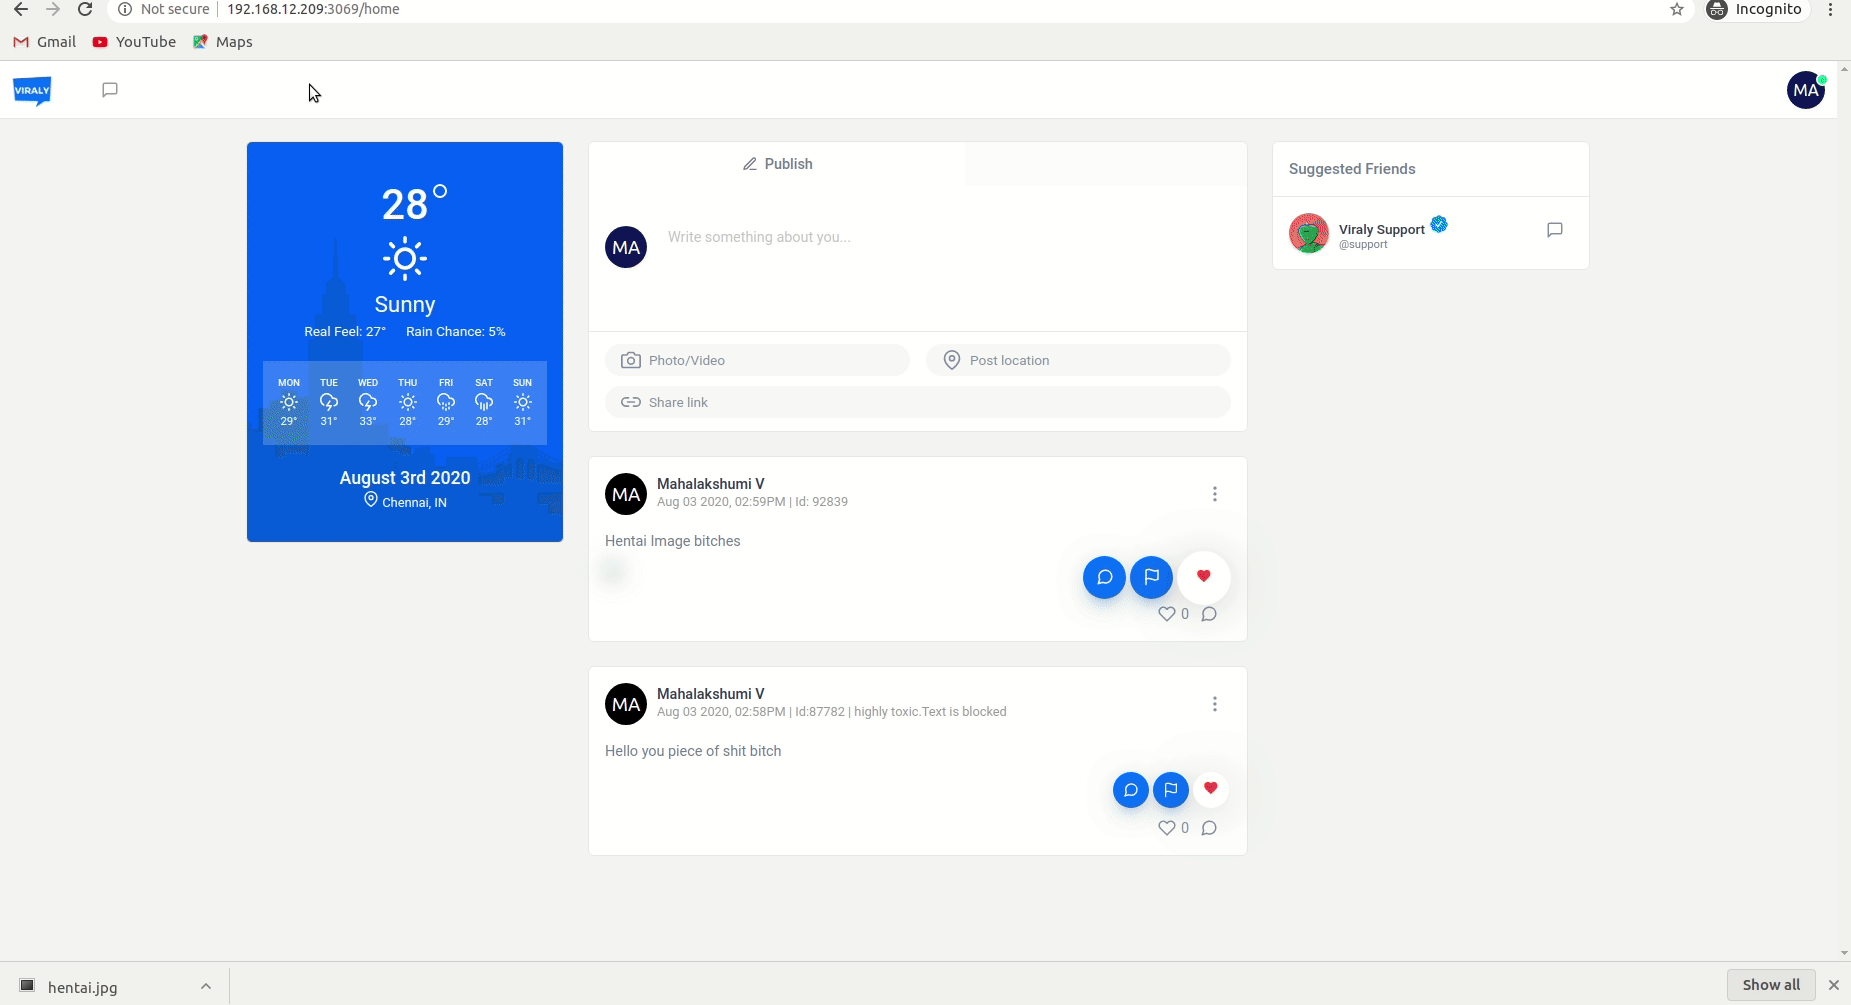 Not secure 192.168.12.209:3069/home
Incognito
Gmail YouTube Maps
VIRALY
MA
28°
Sunny
Real Feel: 27° Rain Chance: 5%
MON TUE WED THU FRI SAT SUN
29° 31° 33° 28° 29° 28° 31°
August 3rd 2020
Chennai, IN
Publish
MA
Write something about you...
Photo/Video
Post location
Share link
MA
Mahalakshumi V
Aug 03 2020, 02:59PM | Id: 92839
Hentai Image bitches
0
MA
Mahalakshumi V
Aug 03 2020, 02:58PM | Id:87782 | highly toxic.Text is blocked
Hello you piece of shit bitch
0
Suggested Friends
Viraly Support
@support
hentai.jpg
Show all